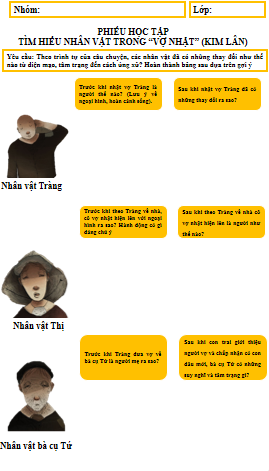 Nhóm:
Lớp:
PHIẾU HỌC TẬP
TÌM HIỂU NHÂN VẬT TRONG “VỢ NHẶT” (KIM LÂN)
Yêu cầu: Theo trình tự của câu chuyện, các nhân vật đã có những thay đổi như thế
nào từ diện mạo, tâm trạng đến cách ứng xử? Hoàn thành bảng sau dựa trên gợi ý
Trước khi nhặt vợ Tràng là
người thế nào? (Lưu ý về
ngoại hình, hoàn cảnh sống).
Sau khi nhặt vợ Tràng đã có
những thay đổi ra sao?
Nhân vật Tràng
Trước khi theo Tràng về nhà,
cô vợ nhặt hiện lên với ngoại
hình ra sao? Hành động có gì
đáng chú ý
Sau khi theo Tràng về nhà cô
vợ nhặt hiện lên là người như
thế nào?
Nhân vật Thị
Trước khi Tràng đưa vợ về
bà cụ Tứ là người mẹ ra sao?
Sau khi con trai giới thiệu
người vợ và chấp nhận có con
dâu mới, bà cụ Tứ có những
suy nghĩ và tâm trạng gì?
Nhân vật bà cụ Tứ